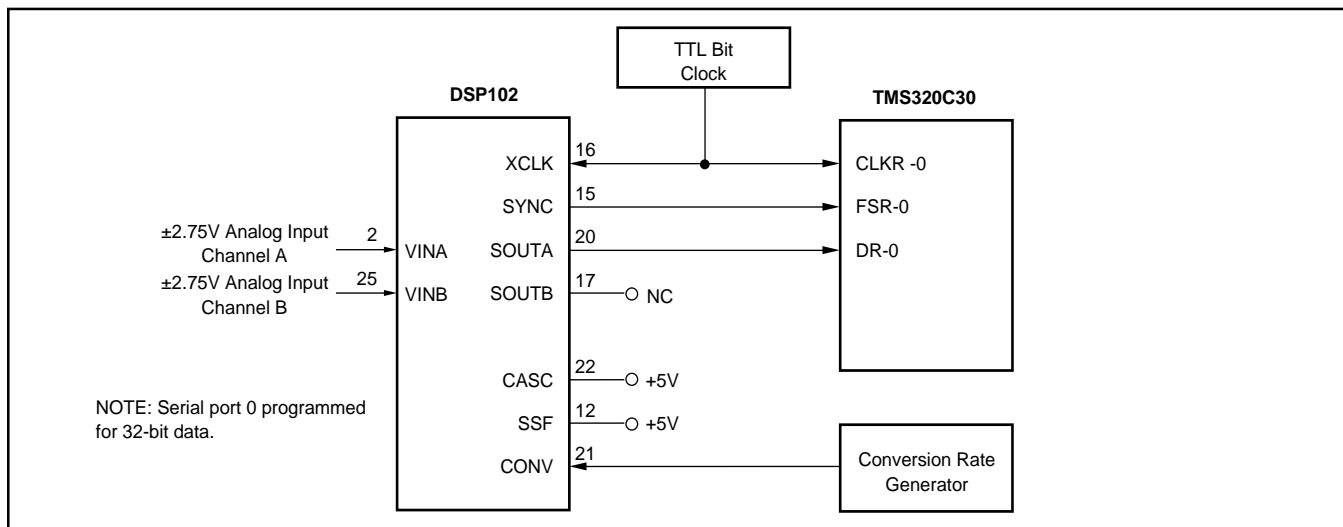 TTL Bit
Clock
DSP102
TMS320C30
XCLK
16
CLKR -0
SYNC
15
FSR-0
±2.75V Analog Input
Channel A
2
VINA
SOUTA
20
DR-0
±2.75V Analog Input
Channel B
25
VINB
SOUTB
17
NC
CASC
22
+5V
NOTE: Serial port 0 programmed
for 32-bit data.
SSF
12
+5V
CONV
21
Conversion Rate
Generator